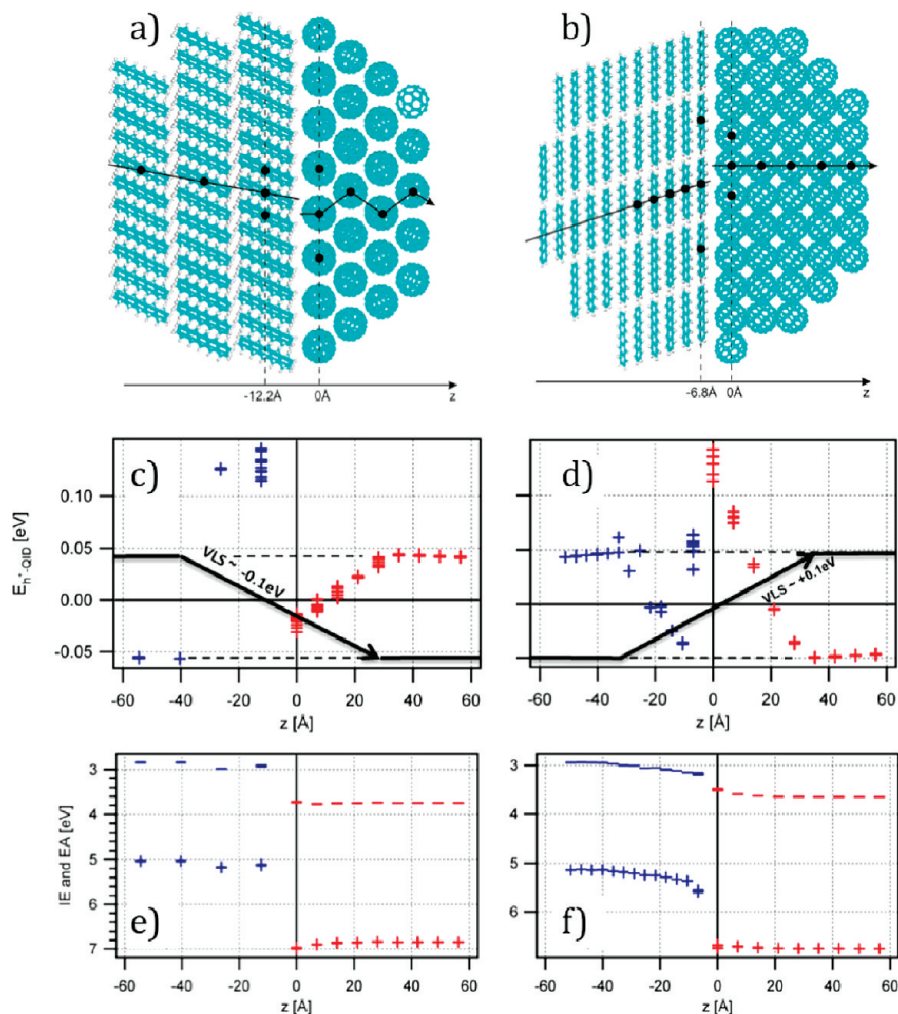 a)
b)
-12.2Å
0Å
z
-6.8Å
0Å
z
c)
d)
E h+-QID [eV]
0.10
0.05
0.00
-0.05
VLS ~ -0.1eV
VLS ~ +0.1eV
-60 -40 -20 0 20 40 60
z [Å]
-60 -40 -20 0 20 40 60
z [Å]
e)
f)
IE and EA [eV]
3
4
5
6
7
3
4
5
6
-60 -40 -20 0 20 40 60
z [Å]
-60 -40 -20 0 20 40 60
z [Å]